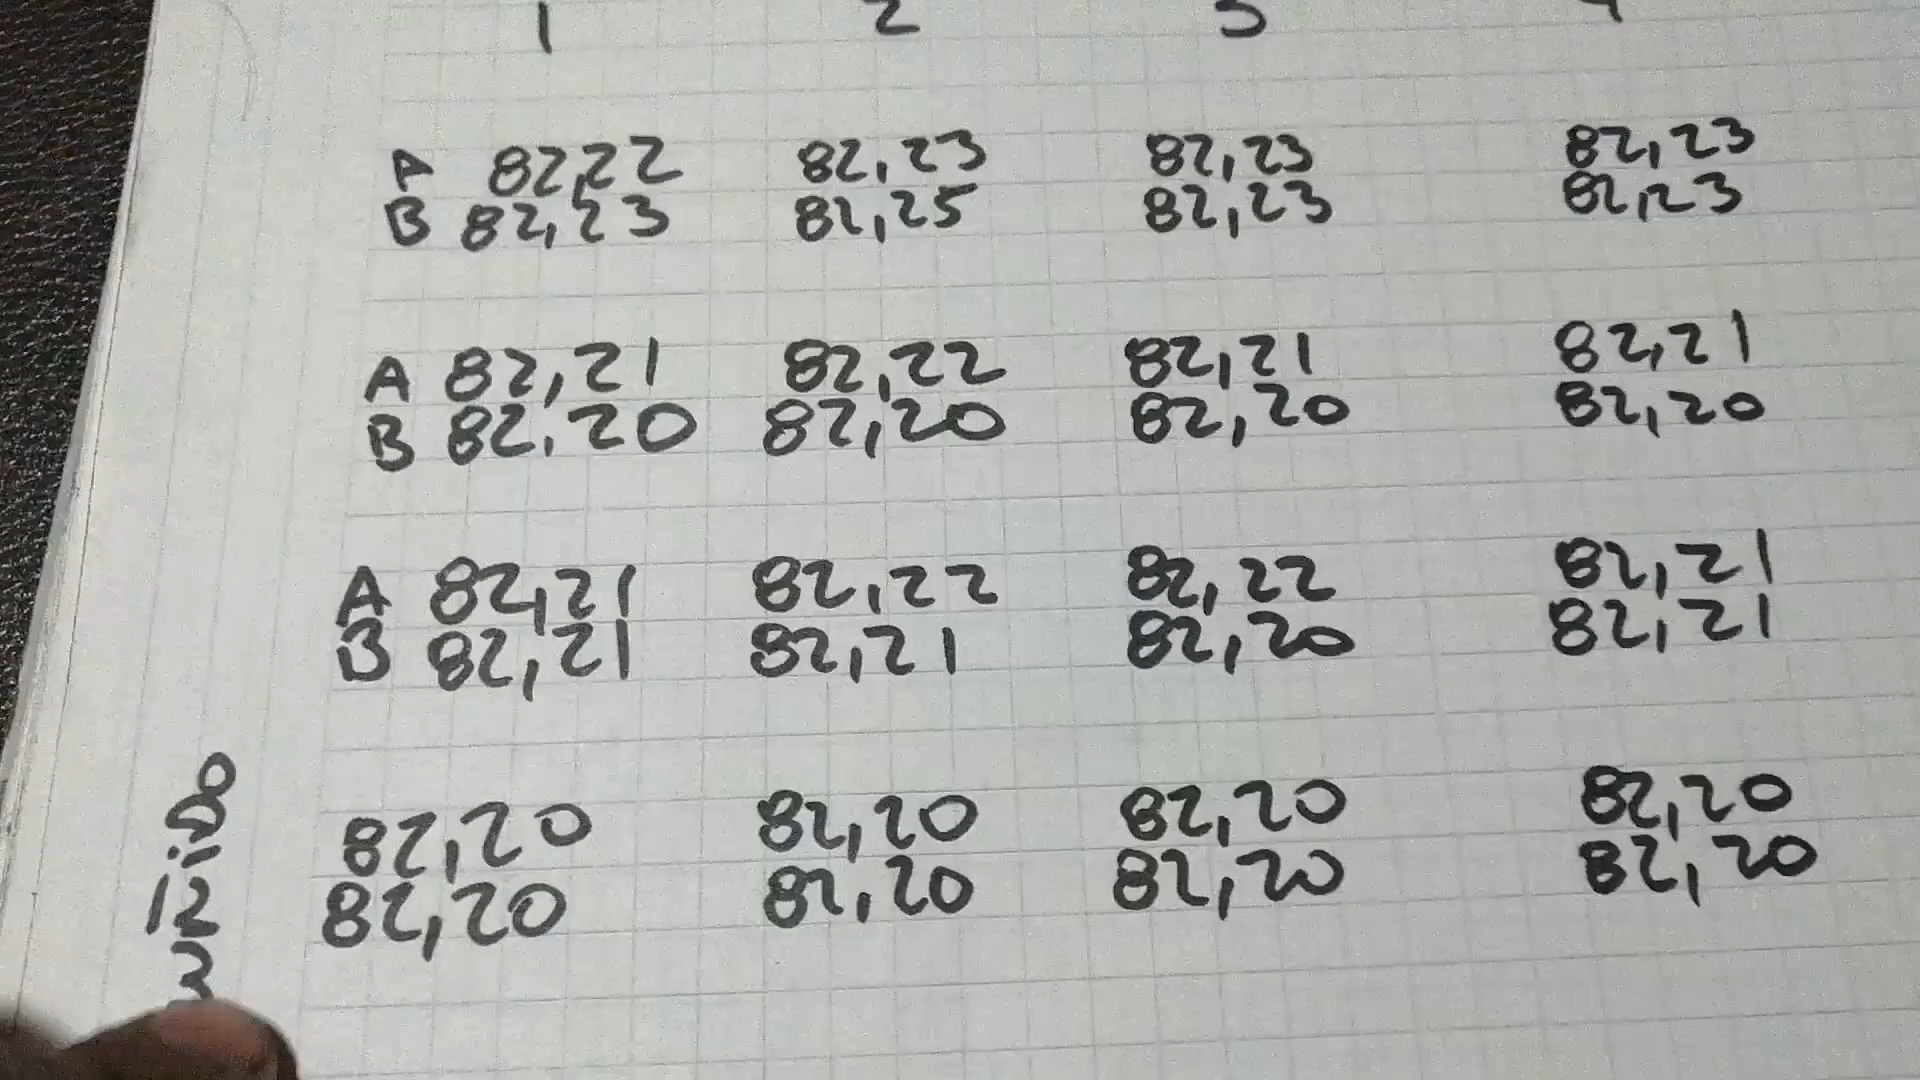 1 2 3 4
A 82,22 82,23 82,23 82,23
B 82,23 82,25 82,23 82,23
A 82,21 82,22 82,21 82,21
B 82,20 82,20 82,20 82,20
A 82,21 82,22 82,22 82,21
B 82,21 82,21 82,20 82,21
82,20 82,20 82,20 82,20
82,20 82,20 82,20 82,20